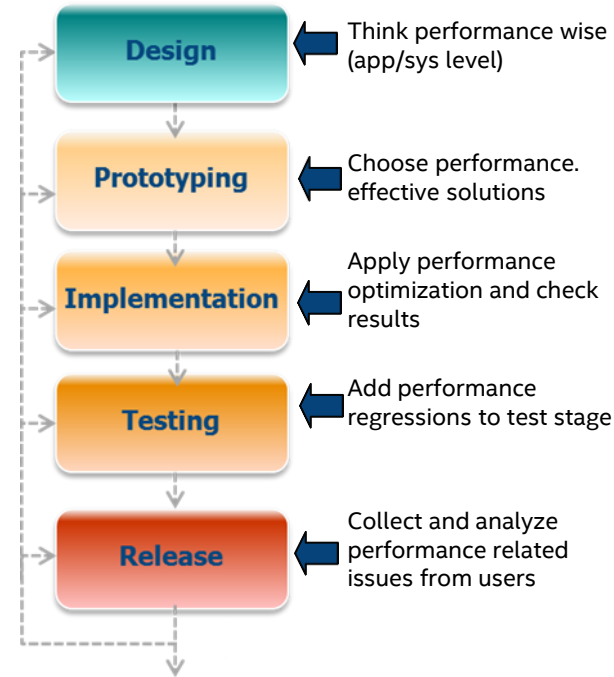 Design
Think performance wise
(app/sys level)
Prototyping
Choose performance.
effective solutions
Implementation
Apply performance
optimization and check
results
Testing
Add performance
regressions to test stage
Release
Collect and analyze
performance related
issues from users